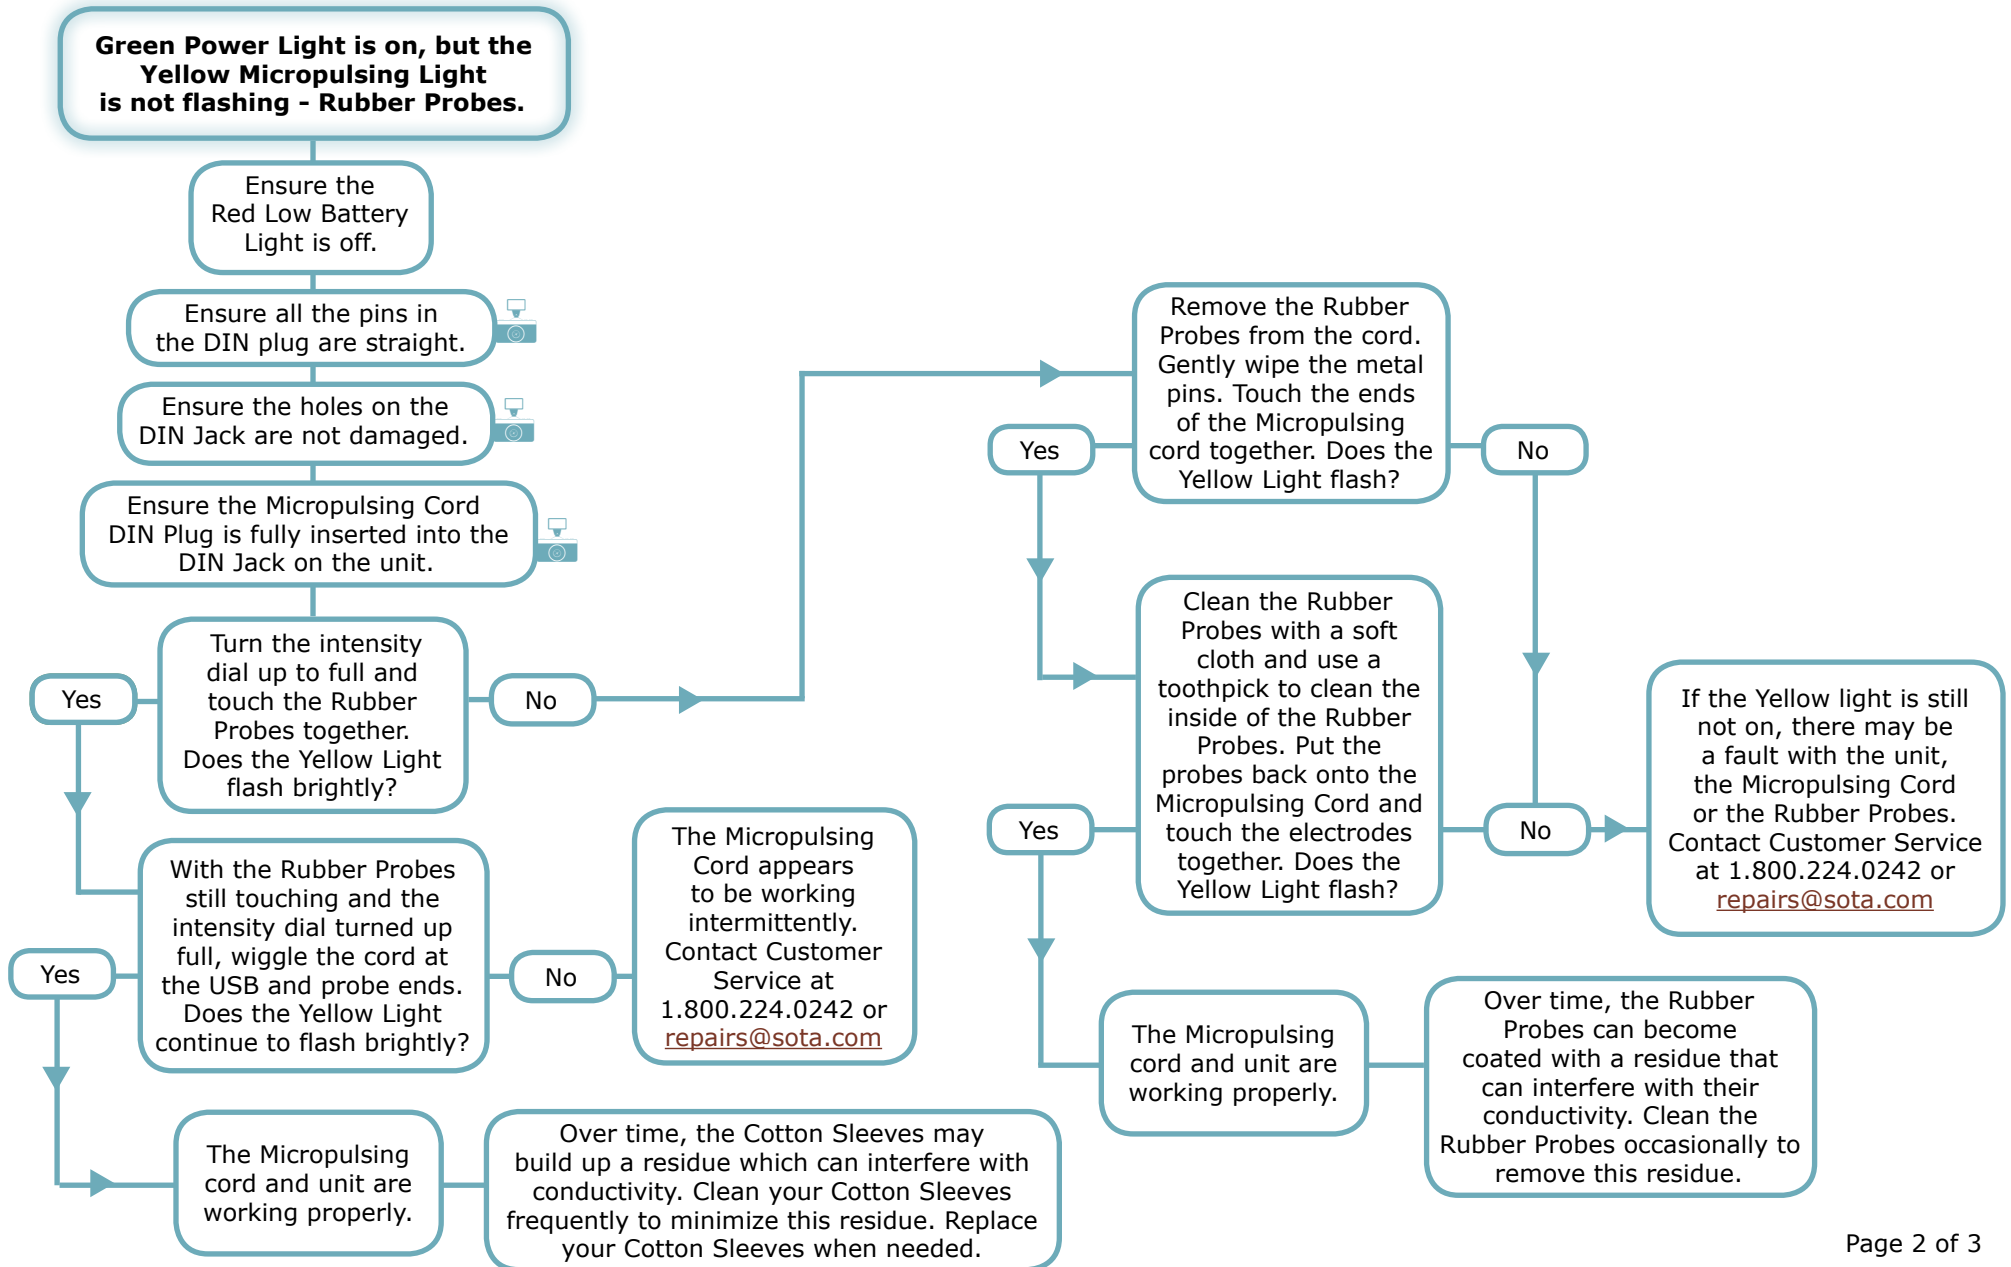 Green Power Light is on, but the
Yellow Micropulsing Light
is not flashing - Rubber Probes.
Ensure the
Red Low Battery
Light is off.
Ensure all the pins in
the DIN plug are straight.
Ensure the holes on the
DIN Jack are not damaged.
Ensure the Micropulsing Cord
DIN Plug is fully inserted into the
DIN Jack on the unit.
Turn the intensity
dial up to full and
touch the Rubber
Probes together.
Does the Yellow Light
flash brightly?
Yes
No
With the Rubber Probes
still touching and the
intensity dial turned up
full, wiggle the cord at
the USB and probe ends.
Does the Yellow Light
continue to flash brightly?
Yes
No
The Micropulsing
Cord appears
to be working
intermittently.
Contact Customer
Service at
1.800.224.0242 or
repairs@sota.com
The Micropulsing
cord and unit are
working properly.
Over time, the Cotton Sleeves may
build up a residue which can interfere with
conductivity. Clean your Cotton Sleeves
frequently to minimize this residue. Replace
your Cotton Sleeves when needed.
Remove the Rubber
Probes from the cord.
Gently wipe the metal
pins. Touch the ends
of the Micropulsing
cord together. Does the
Yellow Light flash?
Yes
No
Clean the Rubber
Probes with a soft
cloth and use a
toothpick to clean the
inside of the Rubber
Probes. Put the
probes back onto the
Micropulsing Cord and
touch the electrodes
together. Does the
Yellow Light flash?
Yes
No
If the Yellow light is still
not on, there may be
a fault with the unit,
the Micropulsing Cord
or the Rubber Probes.
Contact Customer Service
at 1.800.224.0242 or
repairs@sota.com
The Micropulsing
cord and unit are
working properly.
Over time, the Rubber
Probes can become
coated with a residue that
can interfere with their
conductivity. Clean the
Rubber Probes occasionally to
remove this residue.
Page 2 of 3